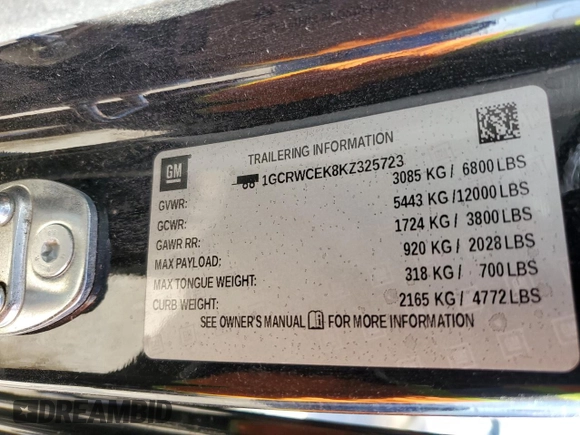 TRAILERING INFORMATION
GM
1GCRWCEK8KZ325723
GVWR: 3085 KG / 6800 LBS
GCWR: 5443 KG /12000 LBS
GAWR RR: 1724 KG / 3800 LBS
MAX PAYLOAD: 920 KG / 2028 LBS
MAX TONGUE WEIGHT: 318 KG / 700 LBS
CURB WEIGHT: 2165 KG / 4772 LBS
SEE OWNER'S MANUAL FOR MORE INFORMATION
DREAMBID